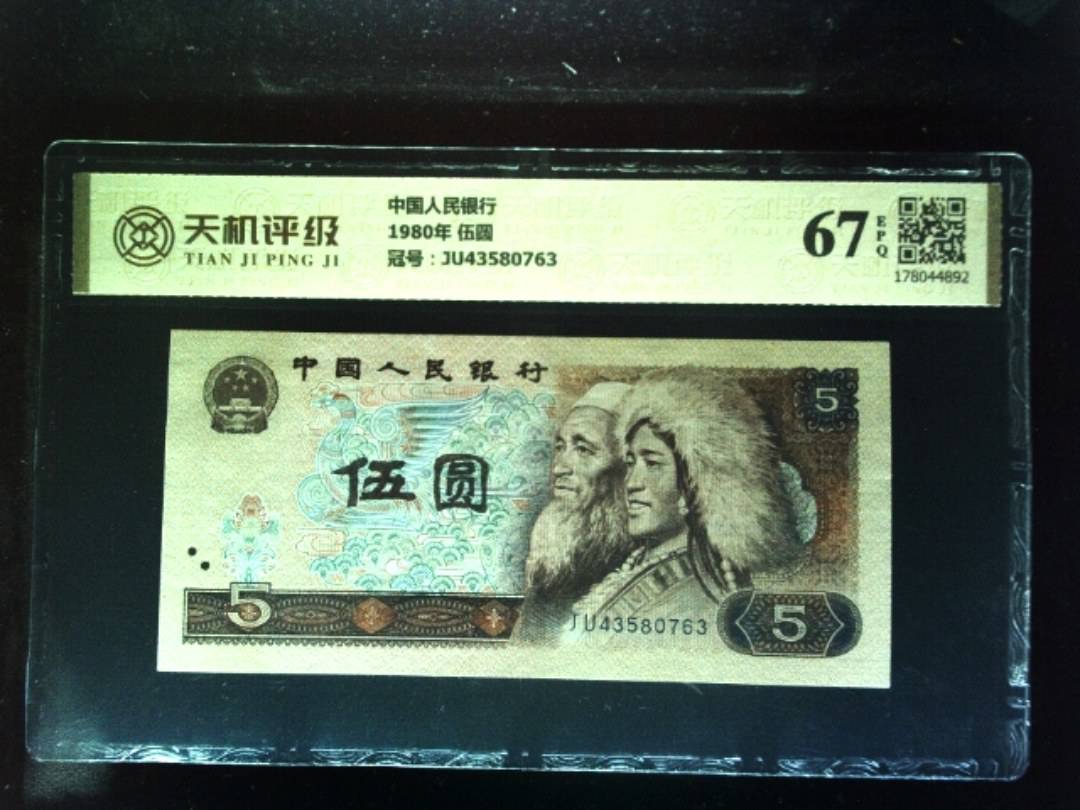 天机评级
TIAN JI PING JI
中国人民银行
1980年 伍圆
冠号：JU43580763
67
EPQ
178044892
中国人民银行
5
伍圆
5
JU43580763
5